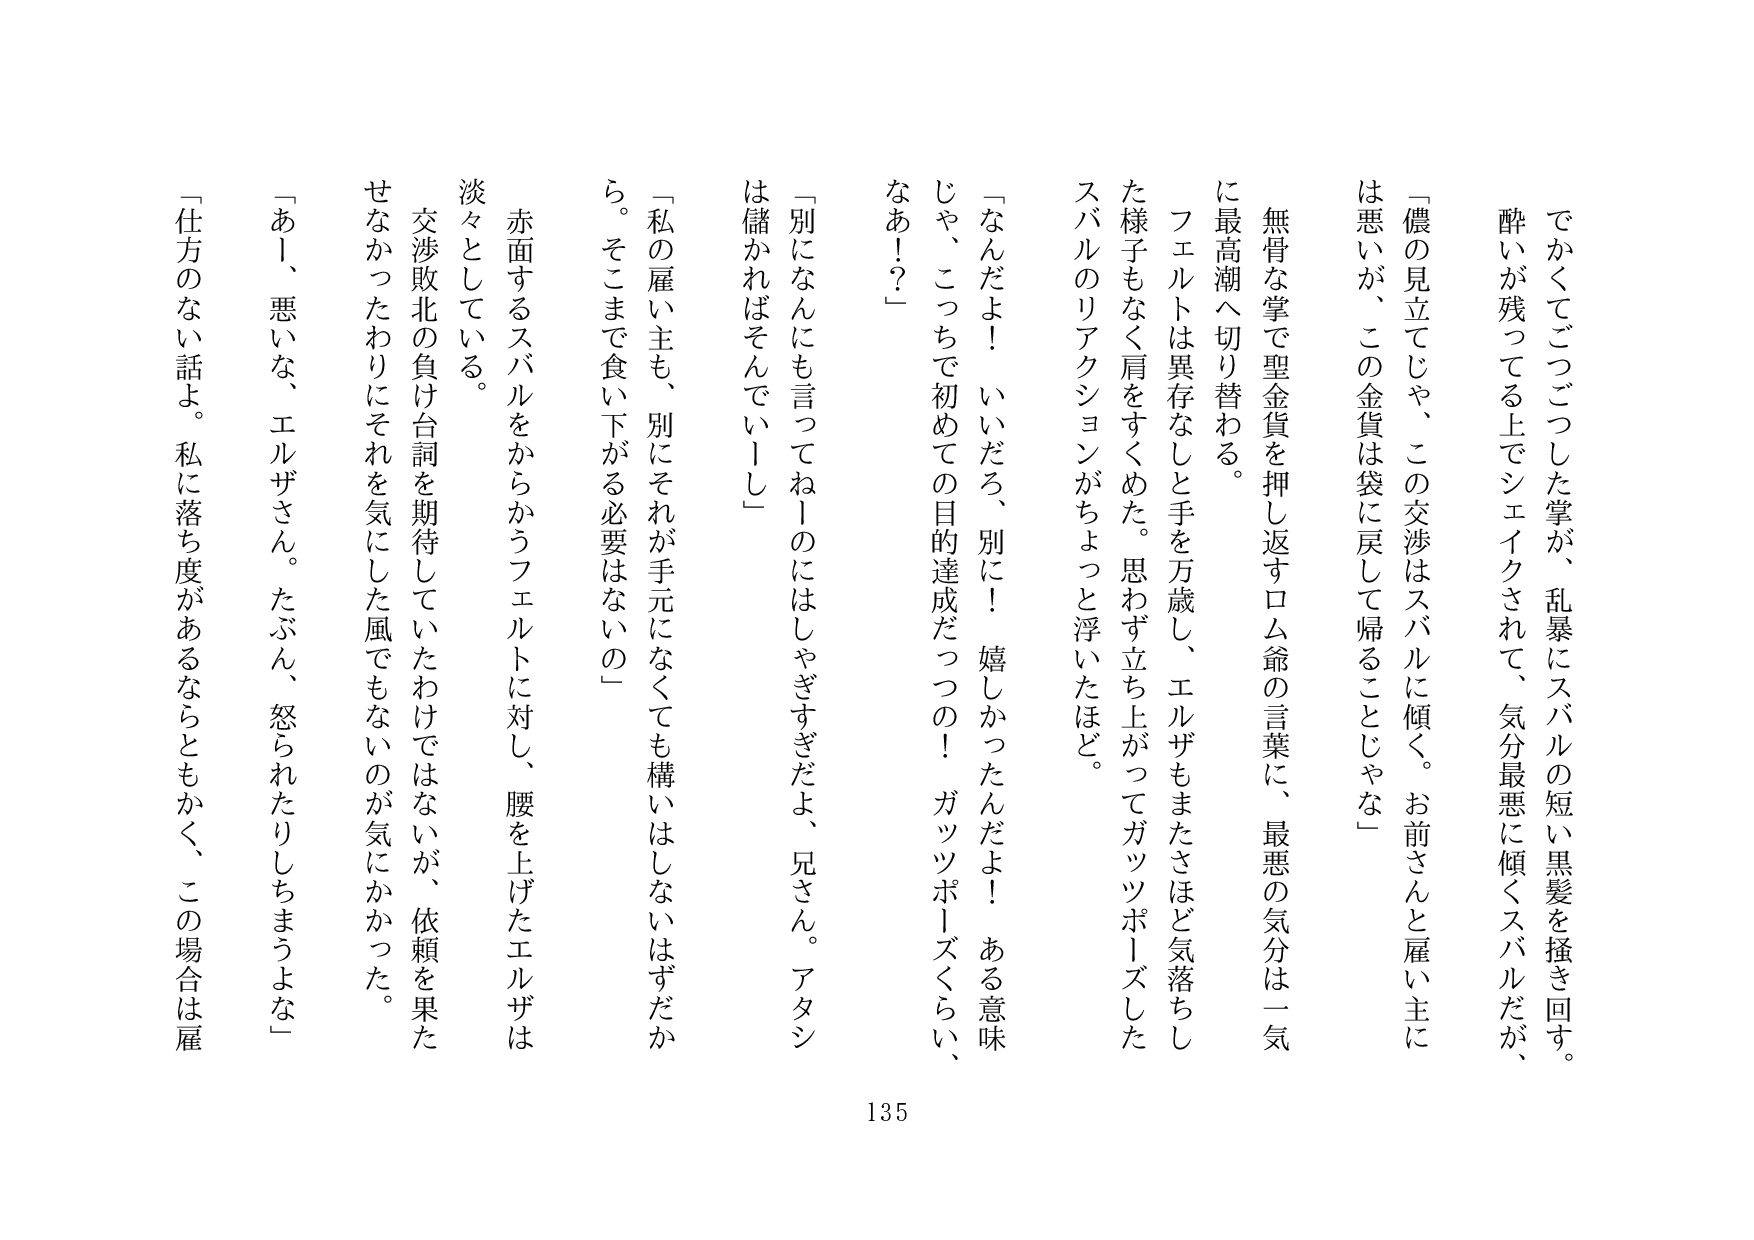 でかくてごつごつした掌が、乱暴にスバルの短い黒髪を掻き回す。
酔いが残ってる上でシェイクされて、気分最悪に傾くスバルだが、
「儂の見立てじゃ、この交渉はスバルに傾く。お前さんと雇い主に
は悪いが、この金貨は袋に戻して帰ることじゃな」
無骨な掌で聖金貨を押し返すロム爺の言葉に、最悪の気分は一気
に最高潮へ切り替わる。
フェルトは異存なしと手を万歳し、エルザもまたさほど気落ちし
た様子もなく肩をすくめた。思わず立ち上がってガッツポーズした
スバルのリアクションがちょっと浮いたほど。
「なんだよ！　いいだろ、別に！　嬉しかったんだよ！　ある意味
じゃ、こっちで初めての目的達成だっつの！　ガッツポーズくらい、
なあ！？」
「別になんにも言ってねーのにはしゃぎすぎだよ、兄さん。アタシ
は儲かればそんでいーし」
「私の雇い主も、別にそれが手元になくても構いはしないはずだか
ら。そこまで食い下がる必要はないの」
赤面するスバルをからかうフェルトに対し、腰を上げたエルザは
淡々としている。
交渉敗北の負け台詞を期待していたわけではないが、依頼を果た
せなかったわりにそれを気にした風でもないのが気にかかった。
「あー、悪いな、エルザさん。たぶん、怒られたりしちまうよな」
「仕方のない話よ。私に落ち度があるならともかく、この場合は雇
135